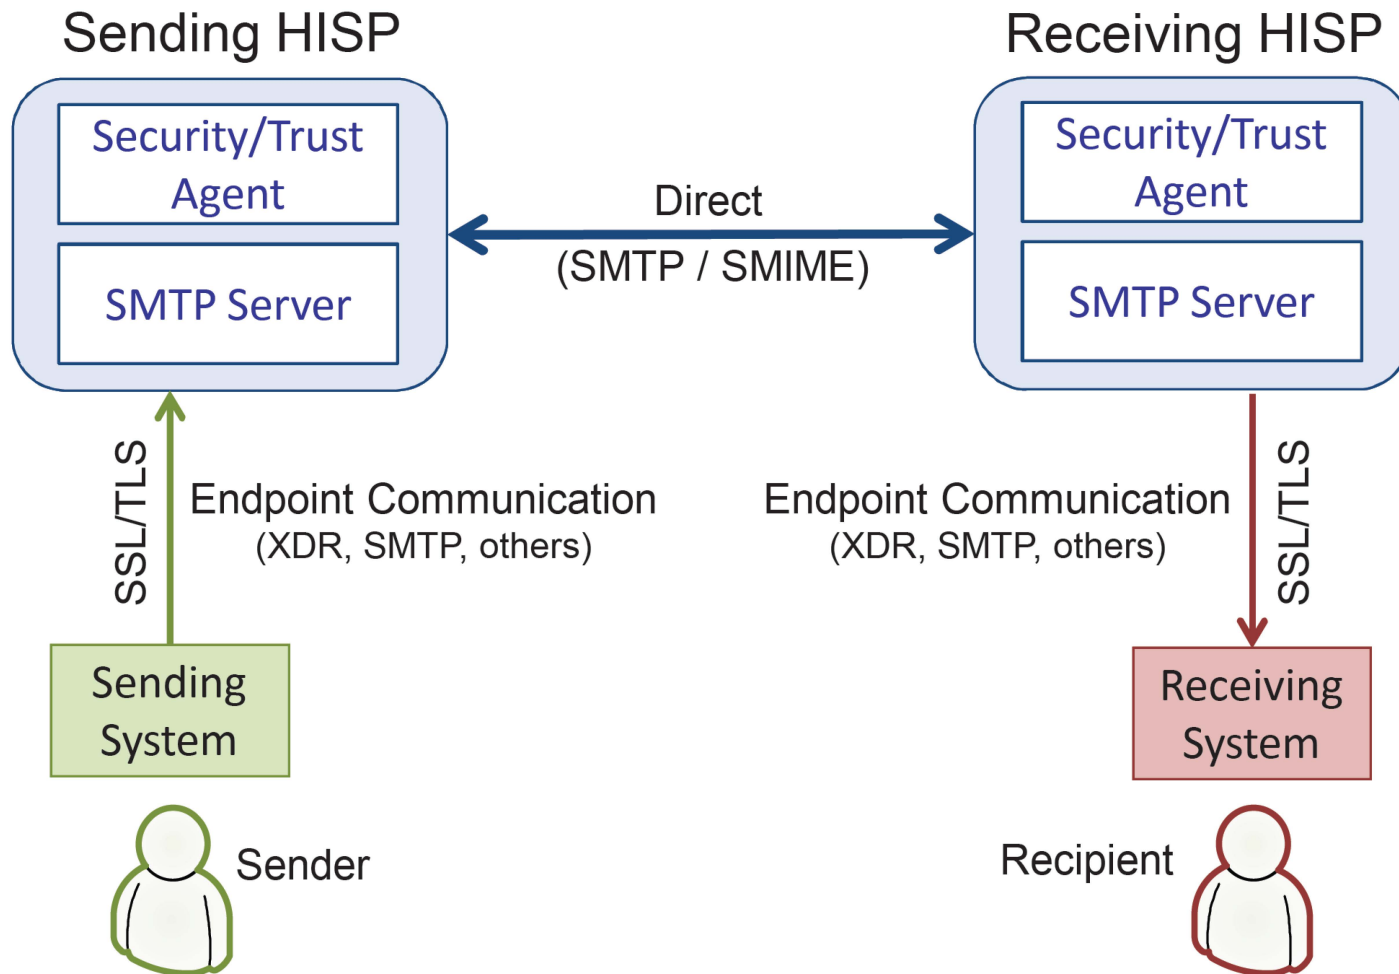 Sending HISP
Receiving HISP
Security/Trust
Agent
SMTP Server
Direct
(SMTP / SMIME)
Security/Trust
Agent
SMTP Server
SSL/TLS
Endpoint Communication
(XDR, SMTP, others)
Endpoint Communication
(XDR, SMTP, others)
SSL/TLS
Sending
System
Receiving
System
Sender
Recipient